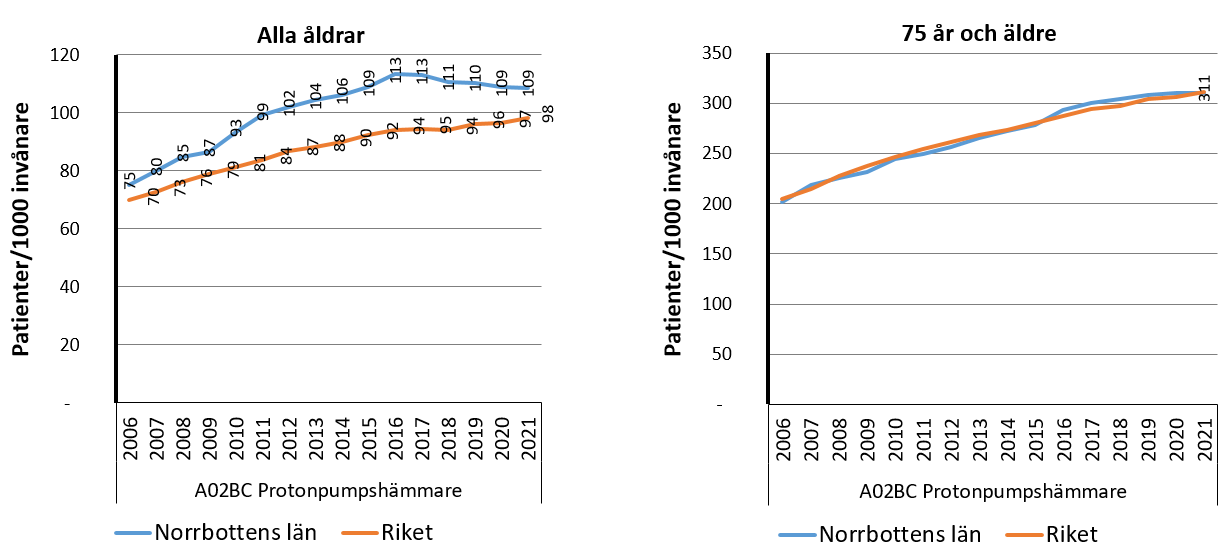 Alla åldrar
Patienter/1000 invånare
120
100
80
60
40
20
-
75 80 85 87 93 99 102 104 106 109 113 113 111 110 109 109
70 73 76 79 81 84 87 88 90 92 94 95 94 96 97 98
2006 2007 2008 2009 2010 2011 2012 2013 2014 2015 2016 2017 2018 2019 2020 2021
A02BC Protonpumpshämmare
Norrbottens län Riket
75 år och äldre
Patienter/1000 invånare
350
300
250
200
150
100
50
-
311
2006 2007 2008 2009 2010 2011 2012 2013 2014 2015 2016 2017 2018 2019 2020 2021
A02BC Protonpumpshämmare
Norrbottens län Riket